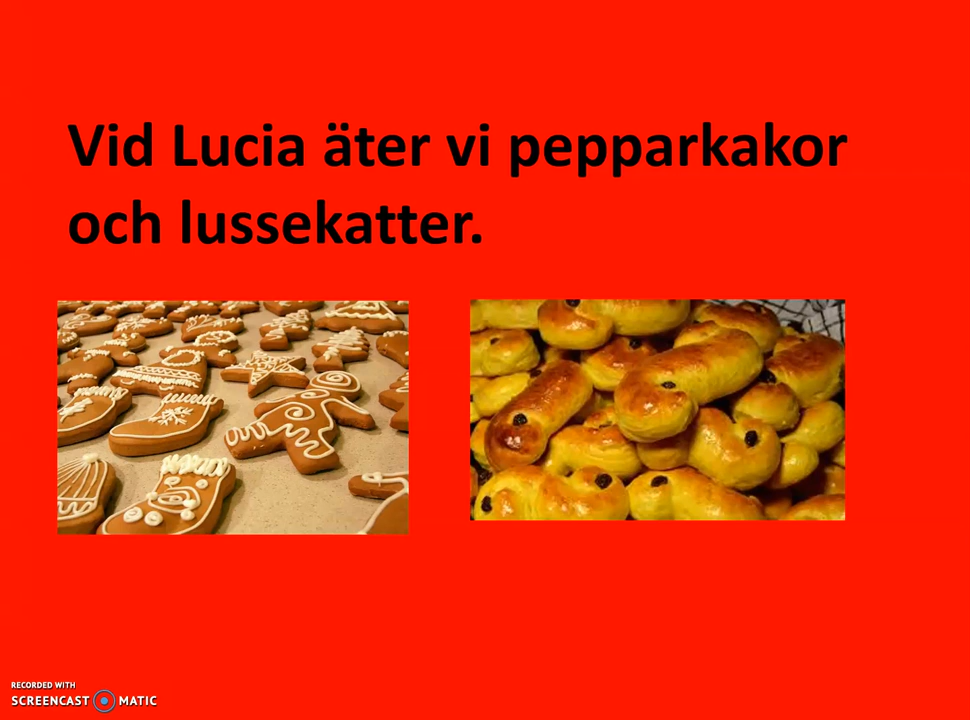 Vid Lucia äter vi pepparkakor
och lussekatter.
RECORDED WITH
SCREENCAST MATIC